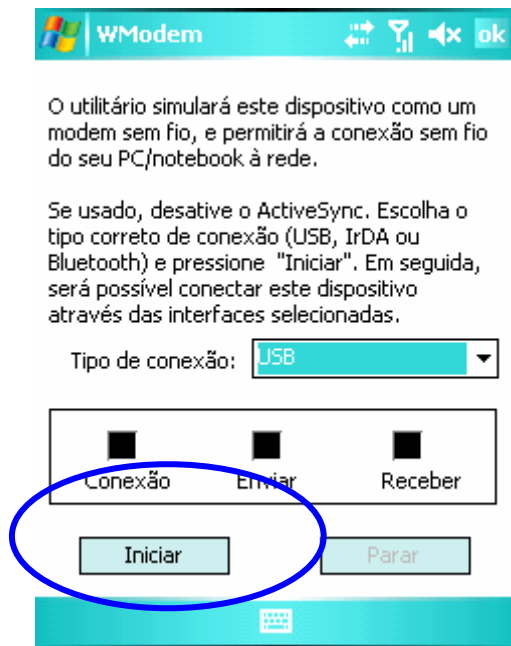 WModem
ok
O utilitário simulará este dispositivo como um
modem sem fio, e permitirá a conexão sem fio
do seu PC/notebook à rede.
Se usado, desative o ActiveSync. Escolha o
tipo correto de conexão (USB, IrDA ou
Bluetooth) e pressione "Iniciar". Em seguida,
será possível conectar este dispositivo
através das interfaces selecionadas.
Tipo de conexão: USB
Conexão Enviar Receber
Iniciar Parar